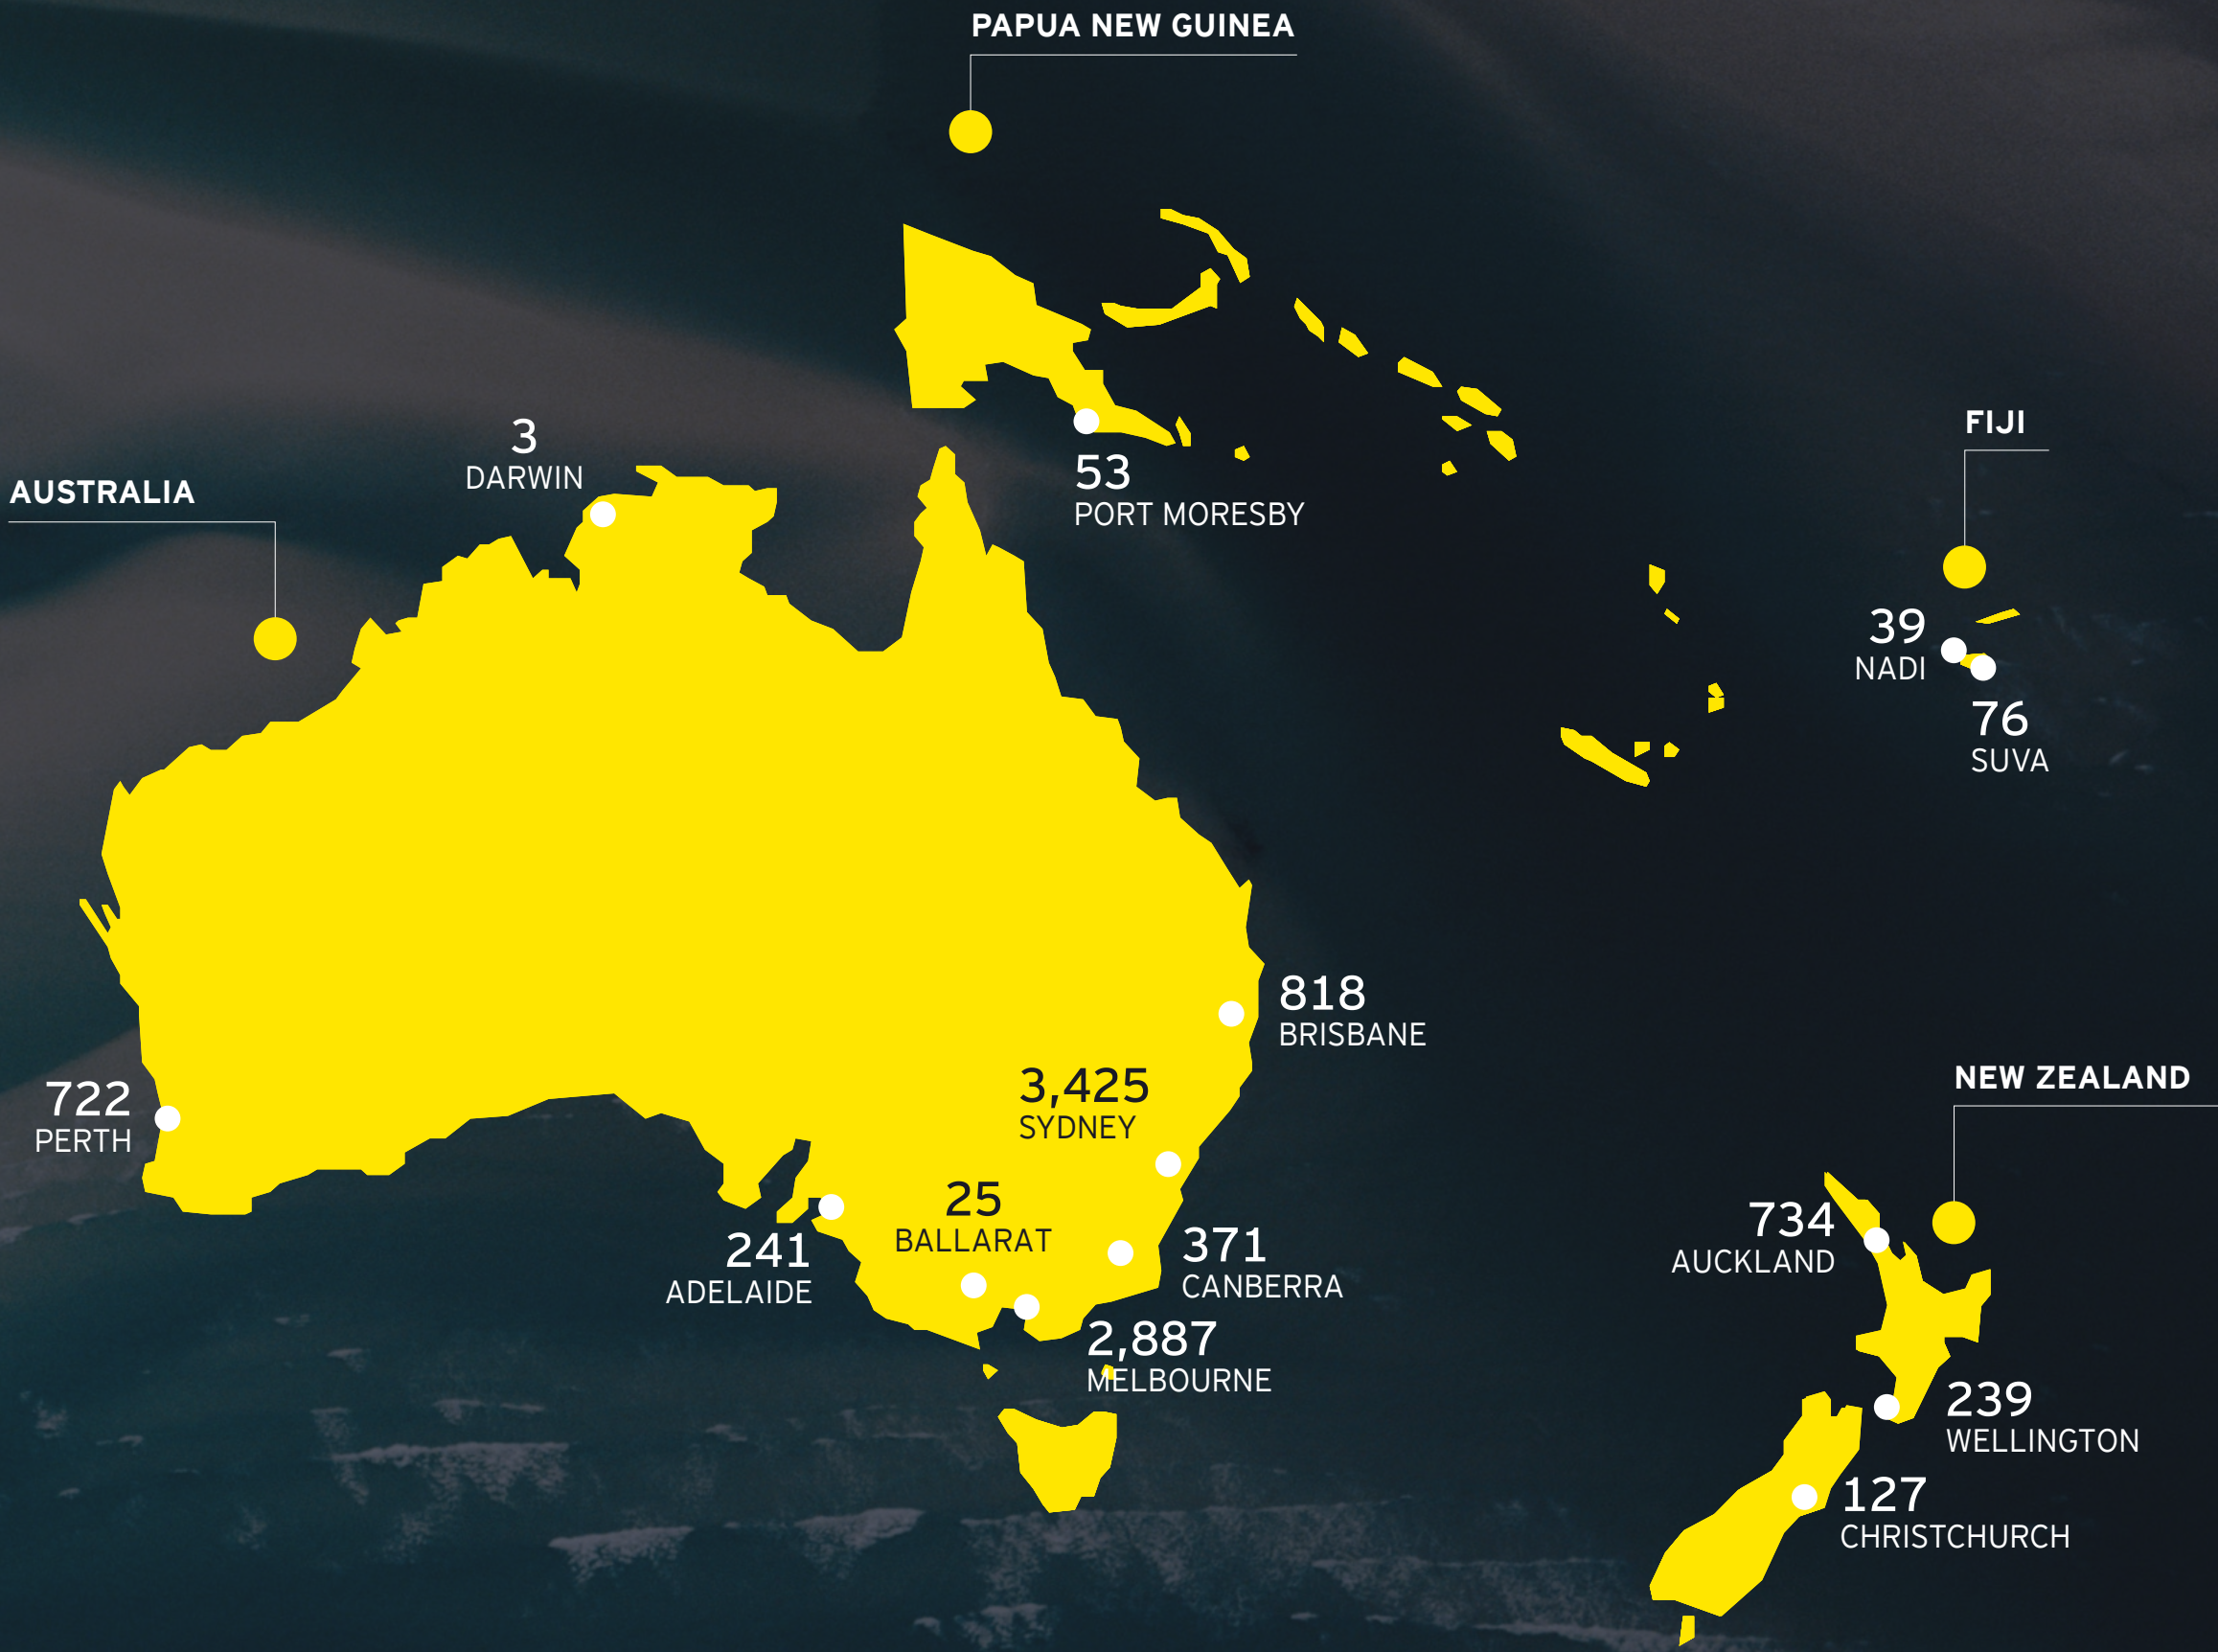 PAPUA NEW GUINEA
FIJI
3
DARWIN
53
PORT MORESBY
AUSTRALIA
39
NADI
76
SUVA
818
BRISBANE
3,425
SYDNEY
NEW ZEALAND
722
PERTH
25
BALLARAT
734
AUCKLAND
241
ADELAIDE
371
CANBERRA
2,887
MELBOURNE
239
WELLINGTON
127
CHRISTCHURCH